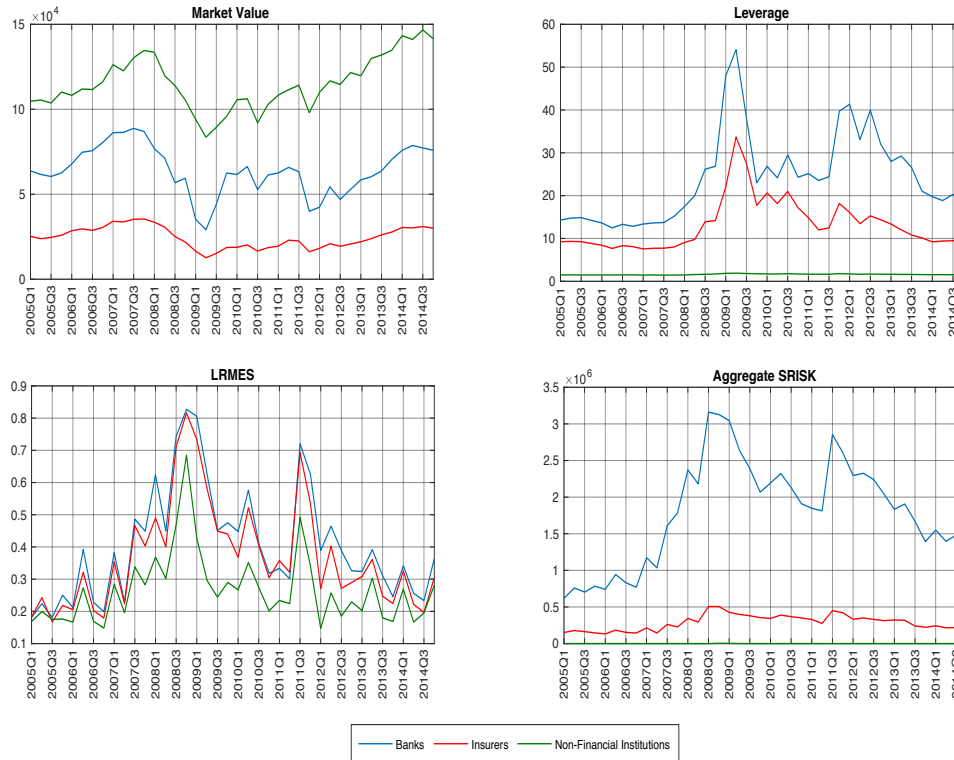 Market Value
×10^4
15
10
5
0
2005Q1
2005Q3
2006Q1
2006Q3
2007Q1
2007Q3
2008Q1
2008Q3
2009Q1
2009Q3
2010Q1
2010Q3
2011Q1
2011Q3
2012Q1
2012Q3
2013Q1
2013Q3
2014Q1
2014Q3
Leverage
60
50
40
30
20
10
0
2005Q1
2005Q3
2006Q1
2006Q3
2007Q1
2007Q3
2008Q1
2008Q3
2009Q1
2009Q3
2010Q1
2010Q3
2011Q1
2011Q3
2012Q1
2012Q3
2013Q1
2013Q3
2014Q1
2014Q3
LRMES
0.9
0.8
0.7
0.6
0.5
0.4
0.3
0.2
0.1
2005Q1
2005Q3
2006Q1
2006Q3
2007Q1
2007Q3
2008Q1
2008Q3
2009Q1
2009Q3
2010Q1
2010Q3
2011Q1
2011Q3
2012Q1
2012Q3
2013Q1
2013Q3
2014Q1
2014Q3
Aggregate SRISK
×10^6
3.5
3
2.5
2
1.5
1
0.5
0
2005Q1
2005Q3
2006Q1
2006Q3
2007Q1
2007Q3
2008Q1
2008Q3
2009Q1
2009Q3
2010Q1
2010Q3
2011Q1
2011Q3
2012Q1
2012Q3
2013Q1
2013Q3
2014Q1
2014Q3
Banks Insurers Non-Financial Institutions